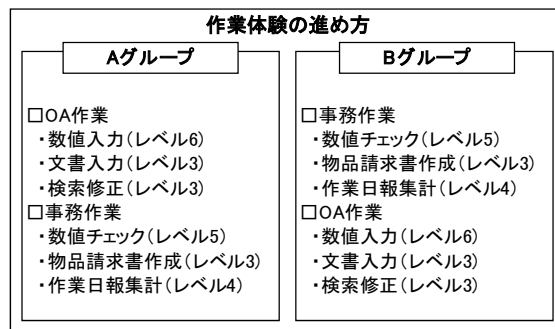 作業体験の進め方
Aグループ
□OA作業
・数値入力(レベル6)
・文書入力(レベル3)
・検索修正(レベル3)
□事務作業
・数値チェック(レベル5)
・物品請求書作成(レベル3)
・作業日報集計(レベル4)
Bグループ
□事務作業
・数値チェック(レベル5)
・物品請求書作成(レベル3)
・作業日報集計(レベル4)
□OA作業
・数値入力(レベル6)
・文書入力(レベル3)
・検索修正(レベル3)